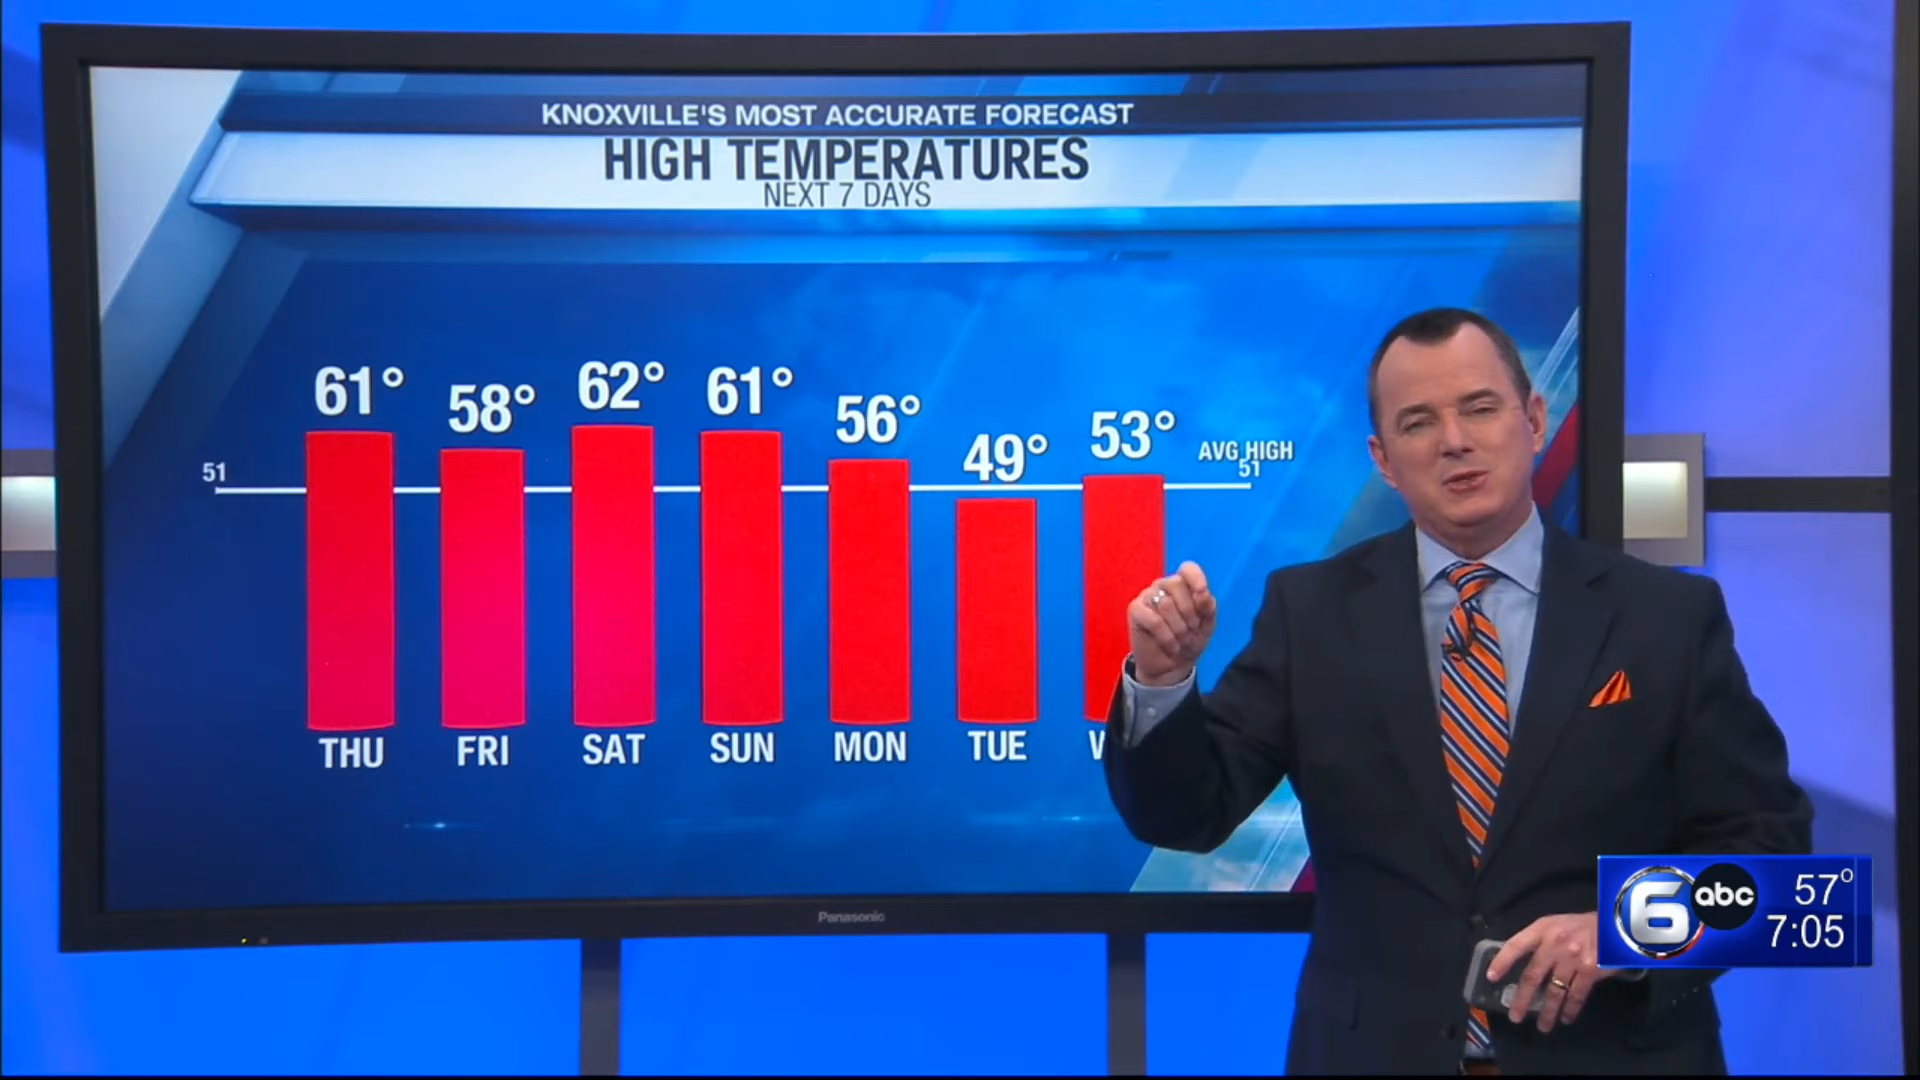 KNOXVILLE'S MOST ACCURATE FORECAST
HIGH TEMPERATURES
NEXT 7 DAYS
61° 58° 62° 61° 56° 49° 53°
51
AVG HIGH
51
THU FRI SAT SUN MON TUE
Panasonic
6 abc 57°
7:05